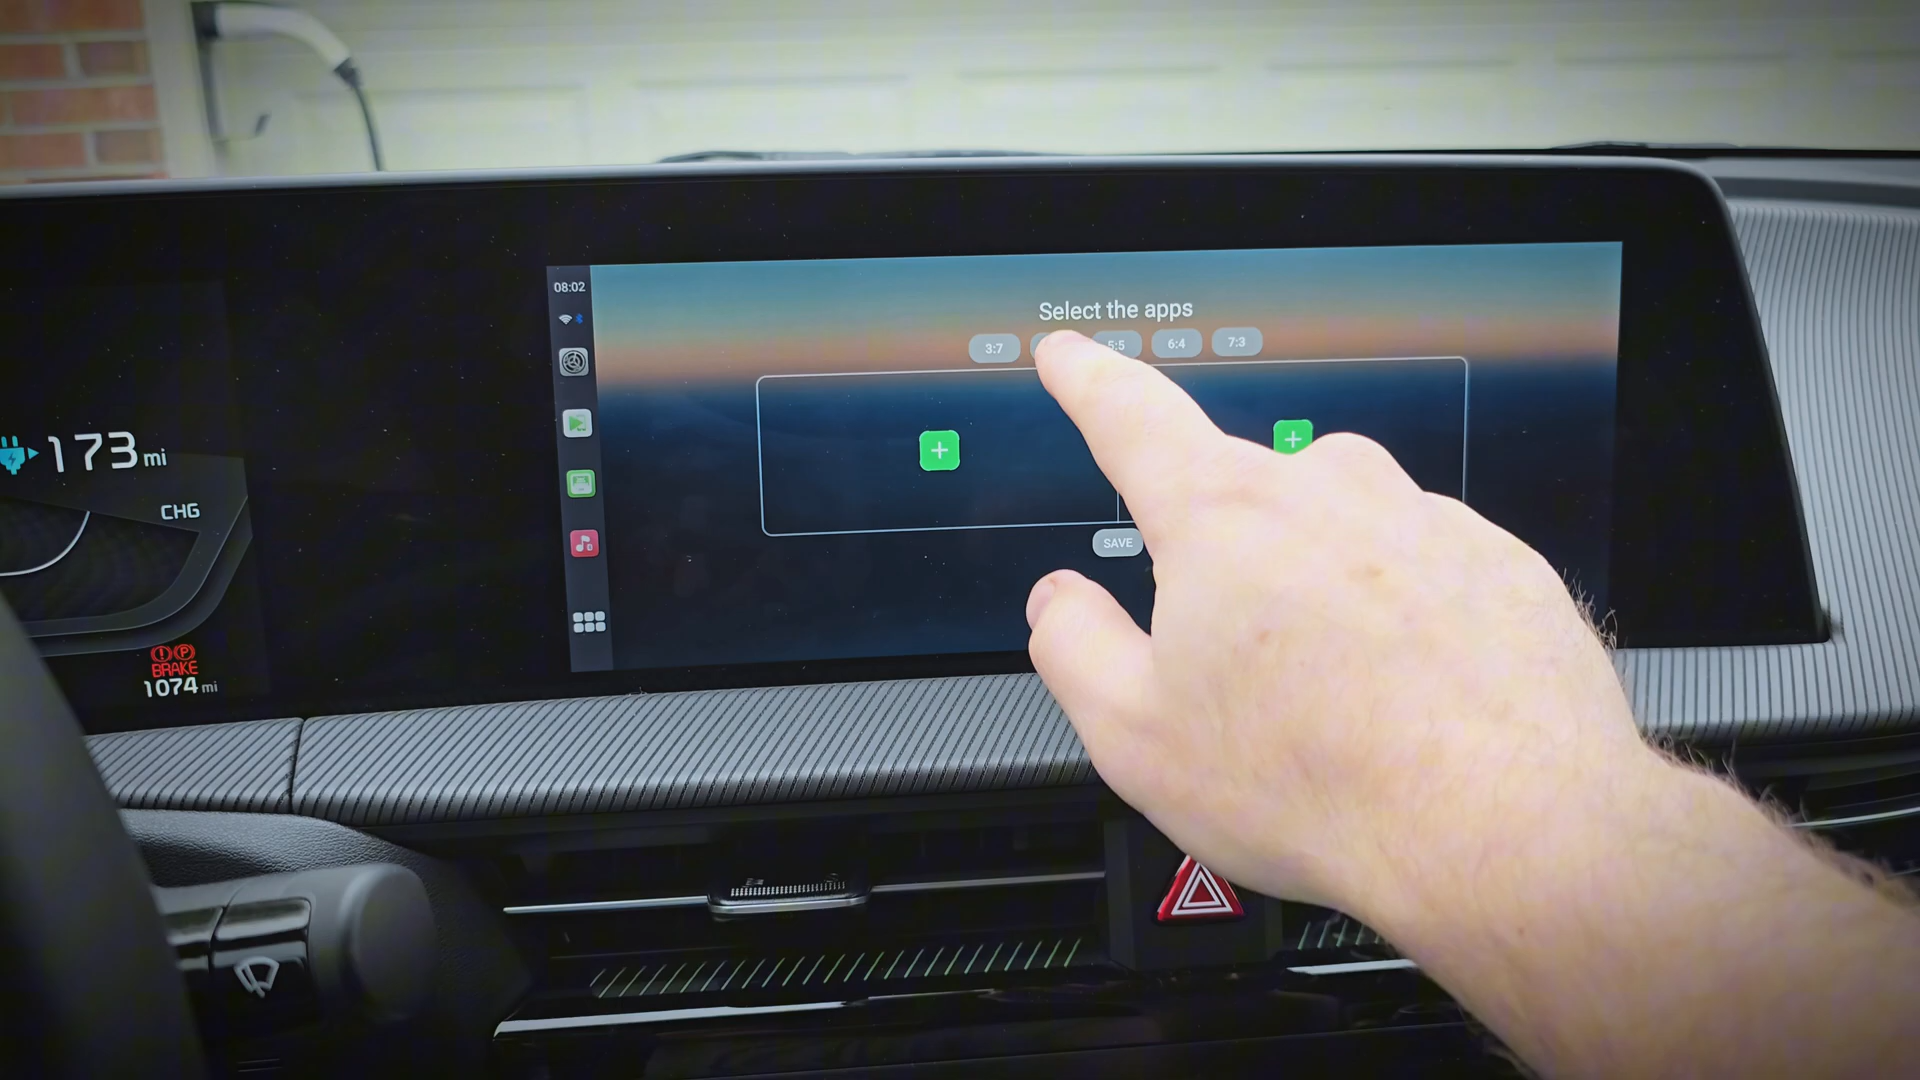 08:02
Select the apps
3:7
5:5
6:4
7:3
SAVE
173 mi
CHG
BRAKE
1074 mi